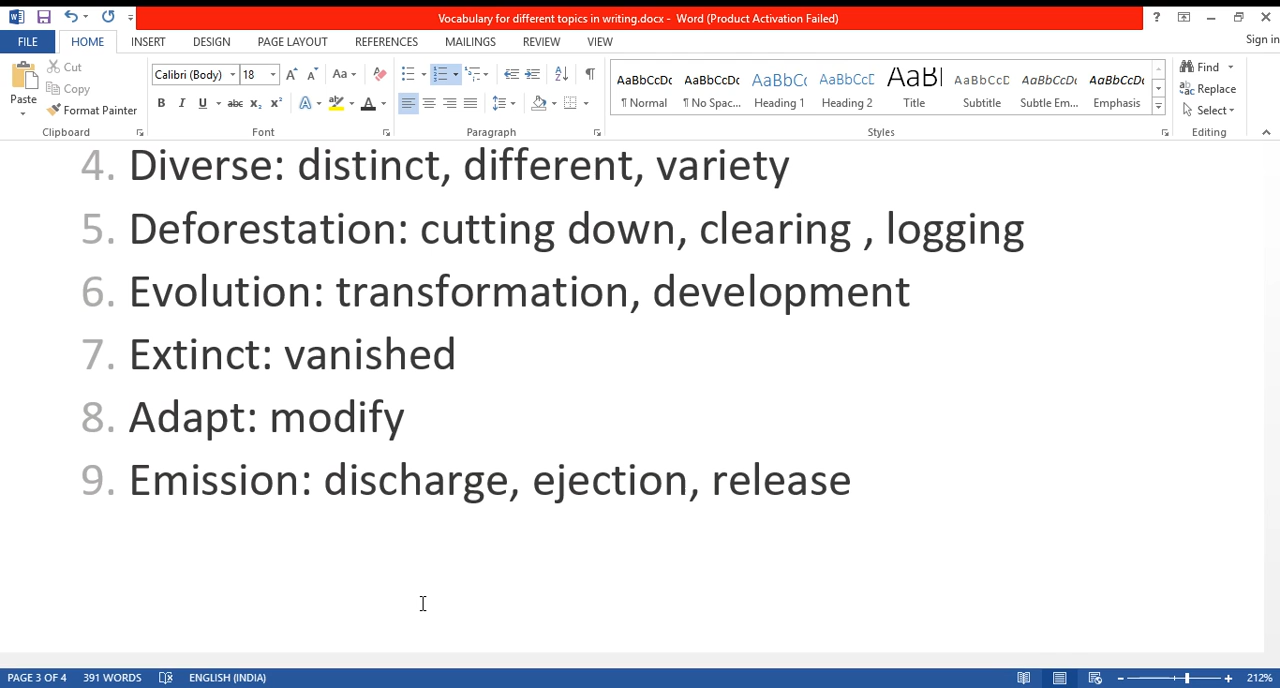 Vocabulary for different topics in writing.docx - Word (Product Activation Failed)
?
FILE HOME INSERT DESIGN PAGE LAYOUT REFERENCES MAILINGS REVIEW VIEW
Sign in
Paste
Cut
Copy
Format Painter
Clipboard
Calibri (Body) 18
Font
Paragraph
AaBbCcDc AaBbCcDc AaBbCc AaBbCcD AaBl AaBbCcD AaBbCcDc AaBbCcDc
¶ Normal ¶ No Spac... Heading 1 Heading 2 Title Subtitle Subtle Em... Emphasis
Styles
Find
Replace
Select
Editing
4. Diverse: distinct, different, variety
5. Deforestation: cutting down, clearing , logging
6. Evolution: transformation, development
7. Extinct: vanished
8. Adapt: modify
9. Emission: discharge, ejection, release
PAGE 3 OF 4 391 WORDS ENGLISH (INDIA) 212%